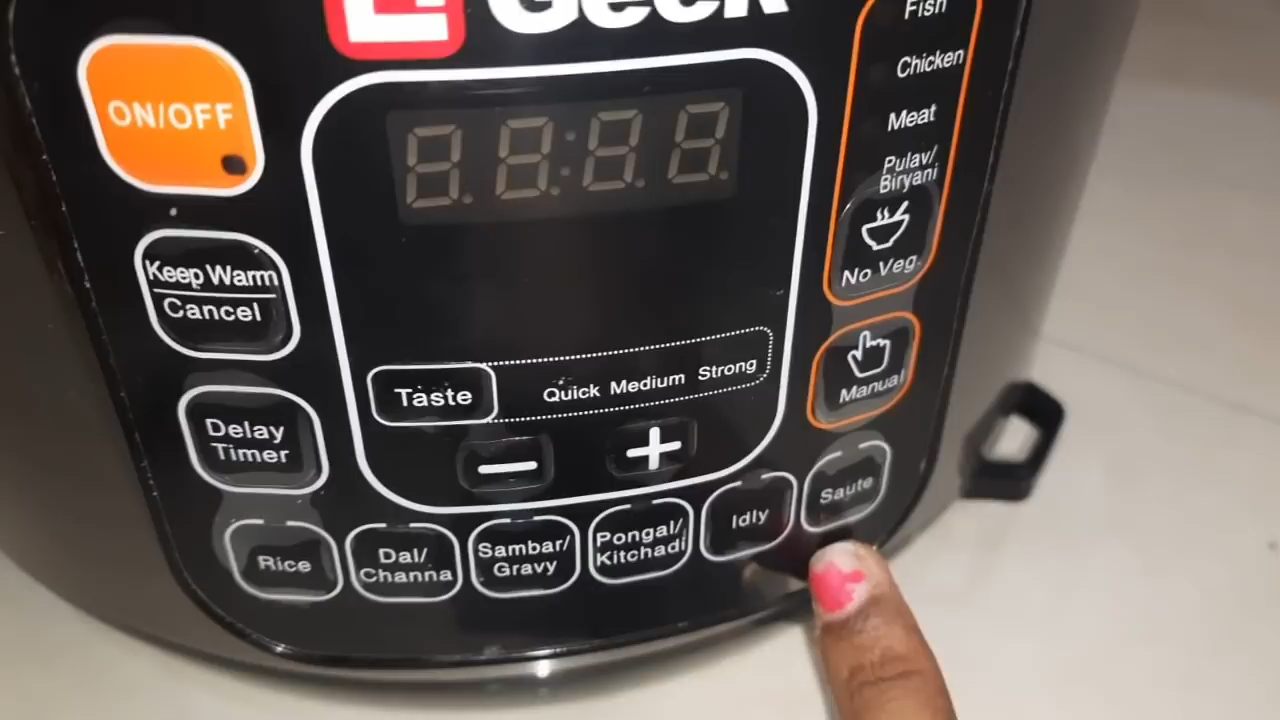 Geek
Fish
Chicken
Meat
Pulav/
Biryani
No Veg.
ON/OFF
Keep Warm
Cancel
Delay
Timer
Taste
Quick Medium Strong
−
+
Manual
Rice
Dal/
Channa
Sambar/
Gravy
Pongal/
Kitchadi
Idly
Saute